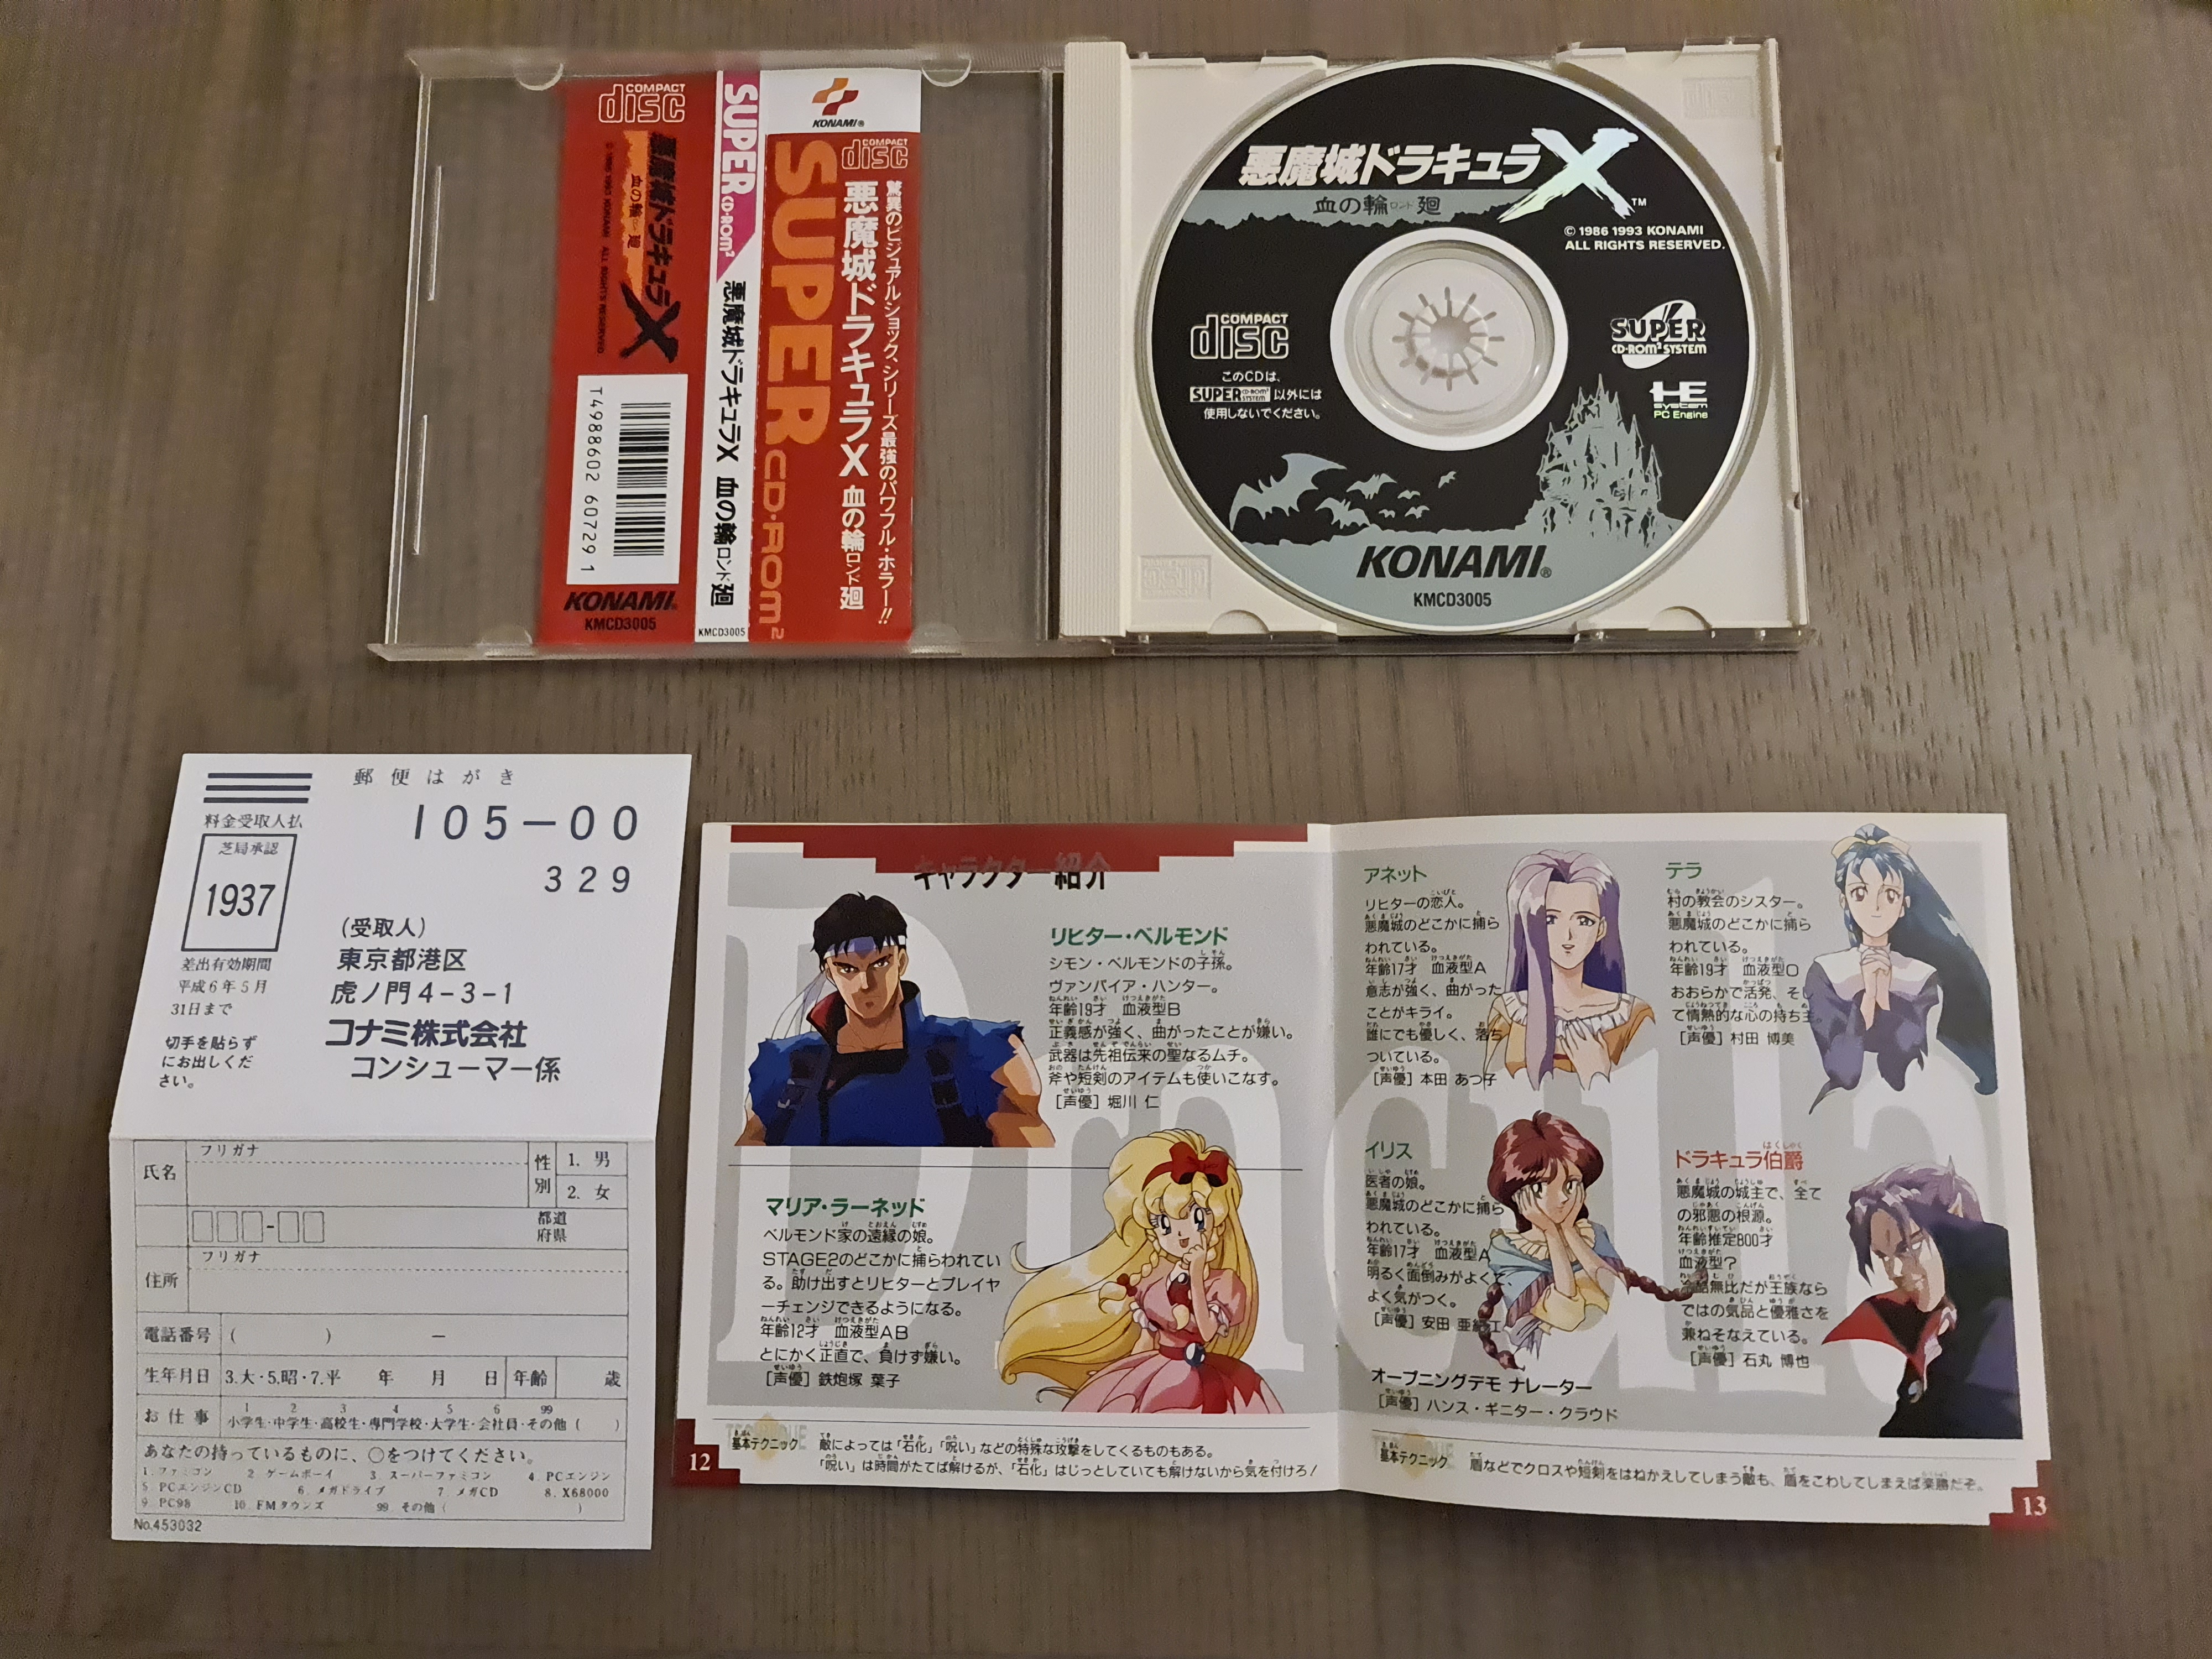 COMPACT
disc
悪魔城ドラキュラX
血の輪ロンド廻
© 1986 1993 KONAMI ALL RIGHTS RESERVED.
T4988602 607291
KONAMI®
KMCD3005
SUPER CD-ROM²
悪魔城ドラキュラX 血の輪ロンド廻
KMCD3005
KONAMI®
COMPACT
disc
SUPER CD-ROM²
驚異のビジュアルショック、シリーズ最強のパワフル・ホラー!!
悪魔城ドラキュラX 血の輪ロンド廻
悪魔城ドラキュラX™
血の輪ロンド廻
© 1986 1993 KONAMI
ALL RIGHTS RESERVED.
COMPACT
disc
このCDは、
SUPER CD-ROM² SYSTEM 以外には
使用しないでください。
SUPER
CD-ROM² SYSTEM
HE
SYSTEM
PC Engine
KONAMI®
KMCD3005
郵便はがき
105-00
329
料金受取人払
芝局承認
1937
差出有効期間
平成6年5月
31日まで
切手を貼らず
にお出しくだ
さい。
(受取人)
東京都港区
虎ノ門4-3-1
コナミ株式会社
コンシューマー係
フリガナ
氏名
性別
1. 男
2. 女
都道
府県
フリガナ
住所
電話番号 ( ) ー
生年月日 3.大・5.昭・7.平 年 月 日 年齢 歳
お仕事
1 2 3 4 5 6 99
小学生・中学生・高校生・専門学校・大学生・会社員・その他( )
あなたの持っているものに、○をつけてください。
1. ファミコン 2 ゲームボーイ 3. スーパーファミコン 4. PCエンジン
5. PCエンジンCD 6. メガドライブ 7. メガCD 8. X68000
9. PC98 10. FMタウンズ 99. その他( )
No.453032
キャラクター紹介
リヒター・ベルモンド
シモン・ベルモンドの子孫。
ヴァンパイア・ハンター。
年齢19才 血液型B
正義感が強く、曲がったことが嫌い。
武器は先祖伝来の聖なるムチ。
斧や短剣のアイテムも使いこなす。
[声優] 堀川 仁
マリア・ラーネッド
ベルモンド家の遠縁の娘。
STAGE2のどこかに捕らわれてい
る。助け出すとリヒターとプレイヤ
ーチェンジできるようになる。
年齢12才 血液型AB
とにかく正直で、負けず嫌い。
[声優] 鉄炮塚 葉子
TECHNIQUE
基本テクニック
敵によっては「石化」「呪い」などの特殊な攻撃をしてくるものもある。
「呪い」は時間がたてば解けるが、「石化」はじっとしていても解けないから気を付けろ!
12
Dracula
アネット
リヒターの恋人。
悪魔城のどこかに捕ら
われている。
年齢17才 血液型A
意志が強く、曲がった
ことがキライ。
誰にでも優しく、落ち
ついている。
[声優] 本田 あつ子
テラ
村の教会のシスター。
悪魔城のどこかに捕ら
われている。
年齢19才 血液型O
おおらかで活発、そし
て情熱的な心の持ち主。
[声優] 村田 博美
イリス
医者の娘。
悪魔城のどこかに捕ら
われている。
年齢17才 血液型A
明るく面倒みがよくて、
よく気がつく。
[声優] 安田 亜紀江
ドラキュラ伯爵
悪魔城の城主で、全て
の邪悪の根源。
年齢推定800才
血液型?
冷酷無比だが王族なら
ではの気品と優雅さを
兼ねそなえている。
[声優] 石丸 博也
オープニングデモ ナレーター
[声優] ハンス・ギニター・クラウド
基本テクニック
盾などでクロスや短剣をはねかえしてしまう敵も、盾をこわしてしまえば楽勝だぞ。
13